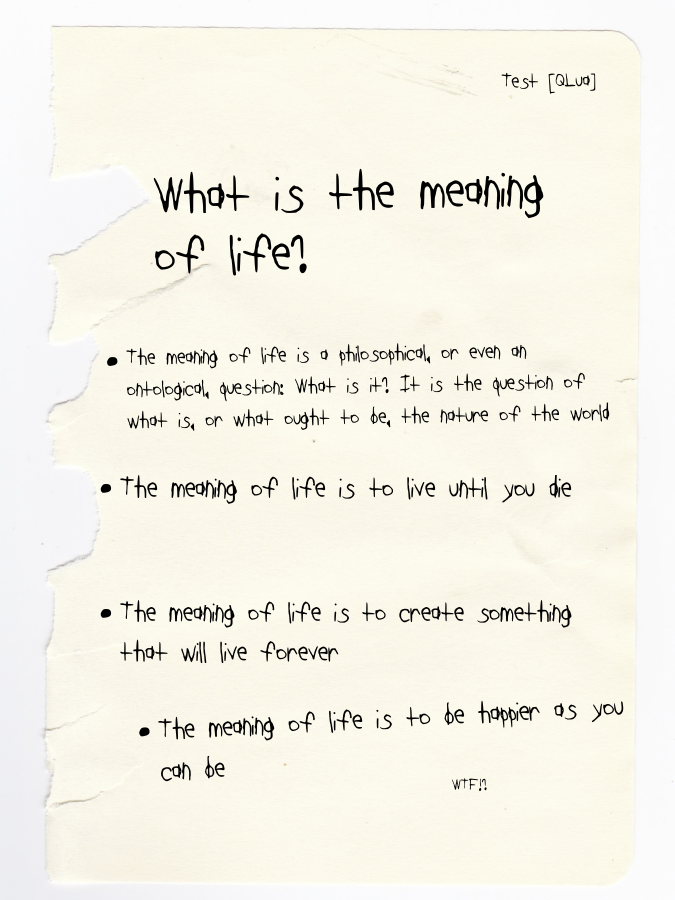 Test [QLua]
What is the meaning
of life?
• The meaning of life is a philosophical, or even an
ontological, question: What is it? It is the question of
what is, or what ought to be, the nature of the world
• The meaning of life is to live until you die
• The meaning of life is to create something
that will live forever
• The meaning of life is to be happier as you
can be
WTF!?